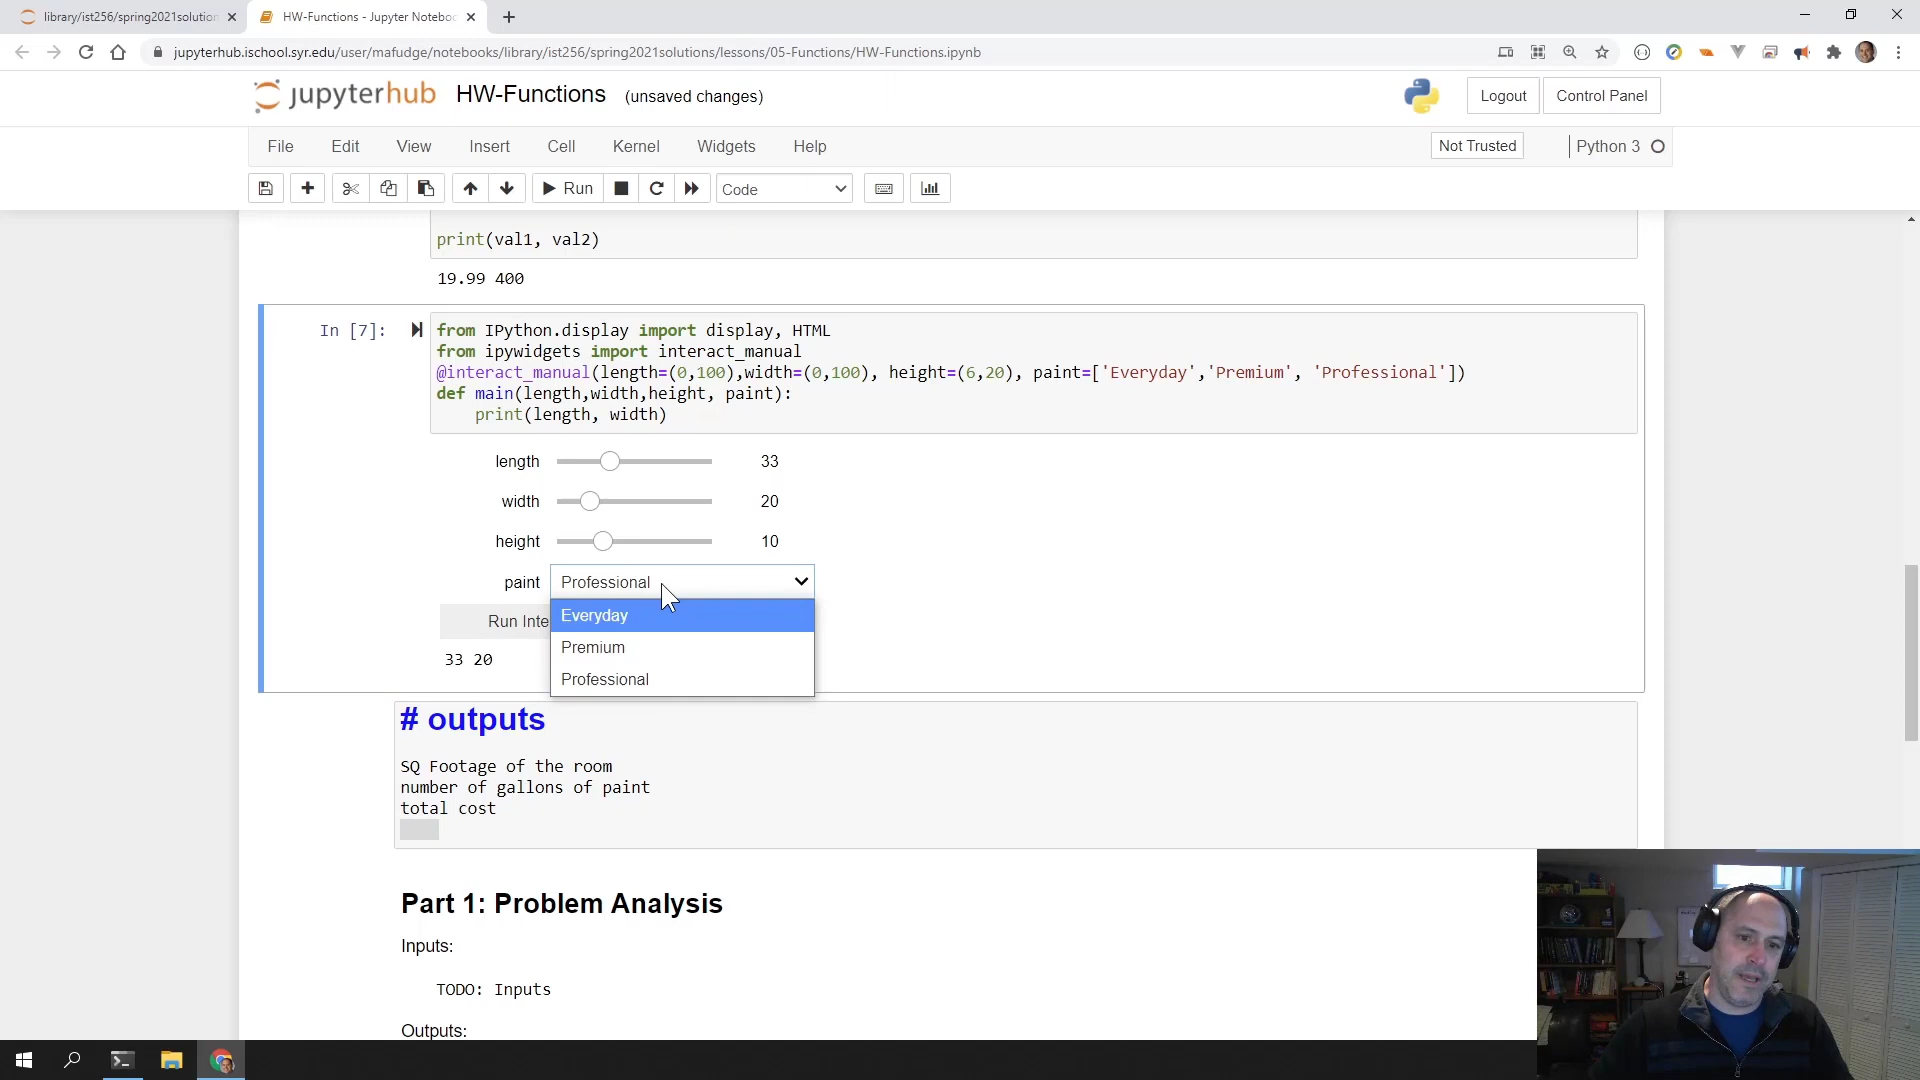 library/ist256/spring2021solution
HW-Functions - Jupyter Notebo
jupyterhub.ischool.syr.edu/user/mafudge/notebooks/library/ist256/spring2021solutions/lessons/05-Functions/HW-Functions.ipynb
jupyterhub HW-Functions (unsaved changes)
Logout Control Panel
File Edit View Insert Cell Kernel Widgets Help
Not Trusted Python 3
Run Code
print(val1, val2)
19.99 400
In [7]:
from IPython.display import display, HTML
from ipywidgets import interact_manual
@interact_manual(length=(0,100),width=(0,100), height=(6,20), paint=['Everyday','Premium', 'Professional'])
def main(length,width,height, paint):
    print(length, width)
length 33
width 20
height 10
paint Professional
Everyday
Run Inte
Premium
33 20
Professional
# outputs
SQ Footage of the room
number of gallons of paint
total cost
Part 1: Problem Analysis
Inputs:
TODO: Inputs
Outputs: